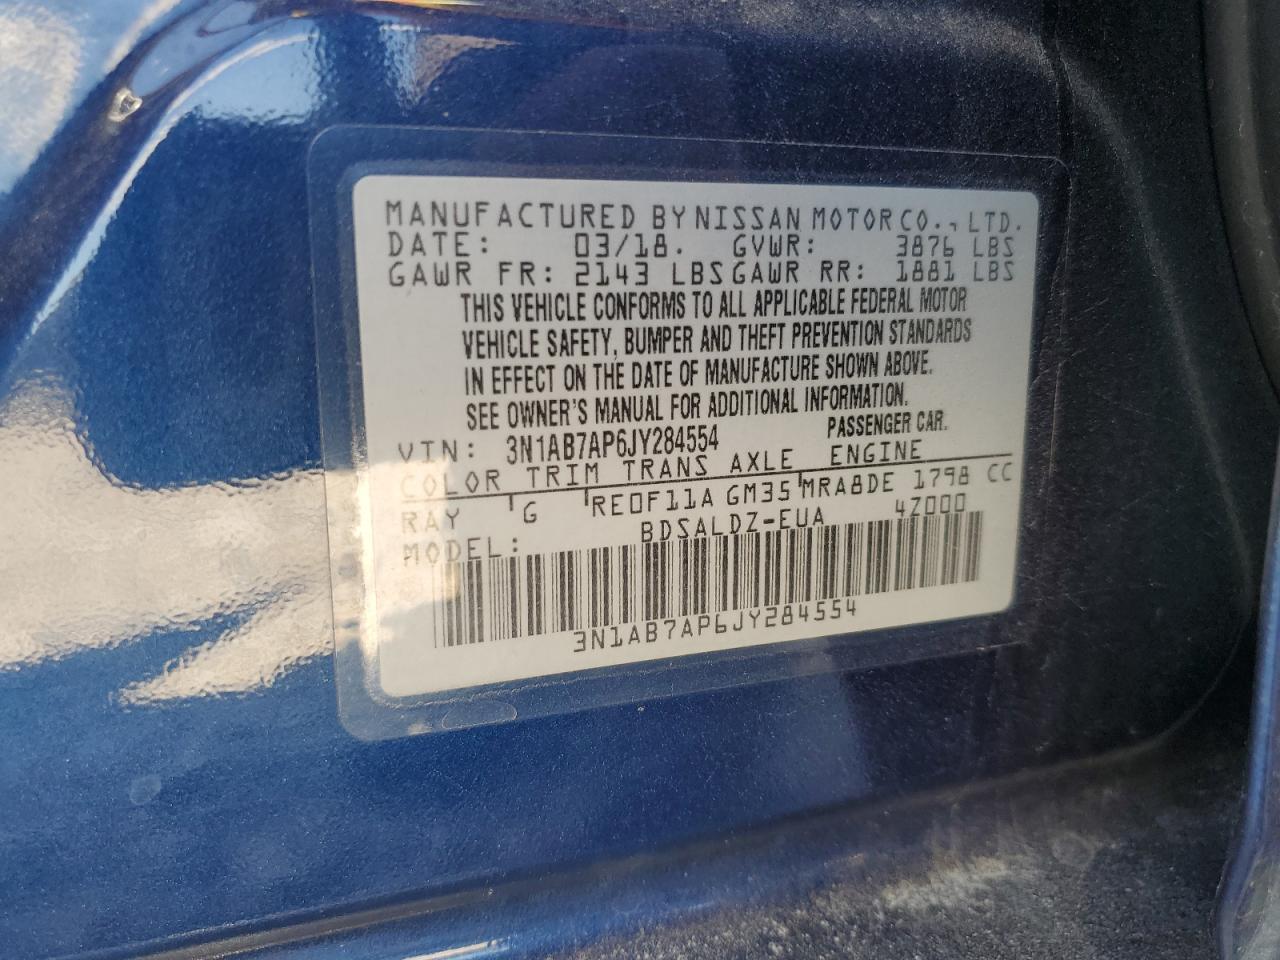 MANUFACTURED BY NISSAN MOTOR CO., LTD.
DATE: 03/18. GVWR: 3876 LBS
GAWR FR: 2143 LBS GAWR RR: 1881 LBS
THIS VEHICLE CONFORMS TO ALL APPLICABLE FEDERAL MOTOR
VEHICLE SAFETY, BUMPER AND THEFT PREVENTION STANDARDS
IN EFFECT ON THE DATE OF MANUFACTURE SHOWN ABOVE.
SEE OWNER'S MANUAL FOR ADDITIONAL INFORMATION.
VIN: 3N1AB7AP6JY284554 PASSENGER CAR.
COLOR TRIM TRANS AXLE ENGINE
RAY G RE0F11A GM35 MRA8DE 1798 CC
MODEL: BDSALDZ-EUA 4Z000
3N1AB7AP6JY284554